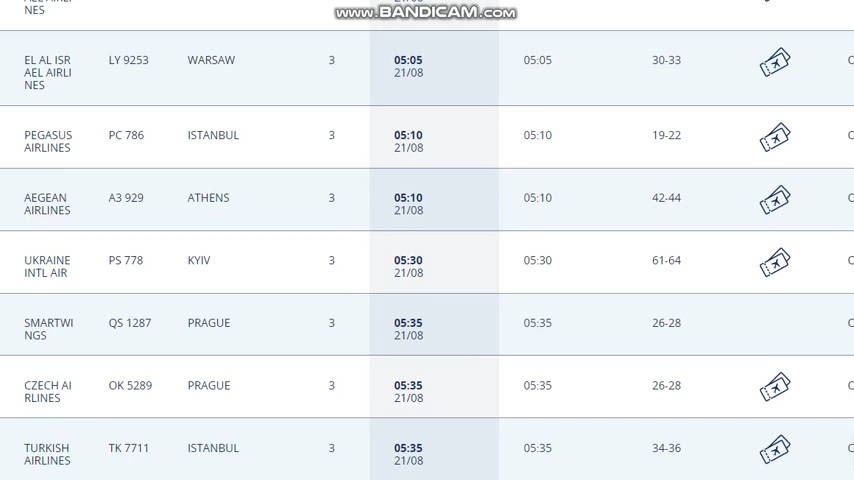 NES
21/08
www.BANDICAM.com
EL AL ISR
AEL AIRLI
NES
LY 9253
WARSAW
3
05:05
21/08
05:05
30-33
PEGASUS
AIRLINES
PC 786
ISTANBUL
3
05:10
21/08
05:10
19-22
AEGEAN
AIRLINES
A3 929
ATHENS
3
05:10
21/08
05:10
42-44
UKRAINE
INTL AIR
PS 778
KYIV
3
05:30
21/08
05:30
61-64
SMARTWI
NGS
QS 1287
PRAGUE
3
05:35
21/08
05:35
26-28
CZECH AI
RLINES
OK 5289
PRAGUE
3
05:35
21/08
05:35
26-28
TURKISH
AIRLINES
TK 7711
ISTANBUL
3
05:35
21/08
05:35
34-36